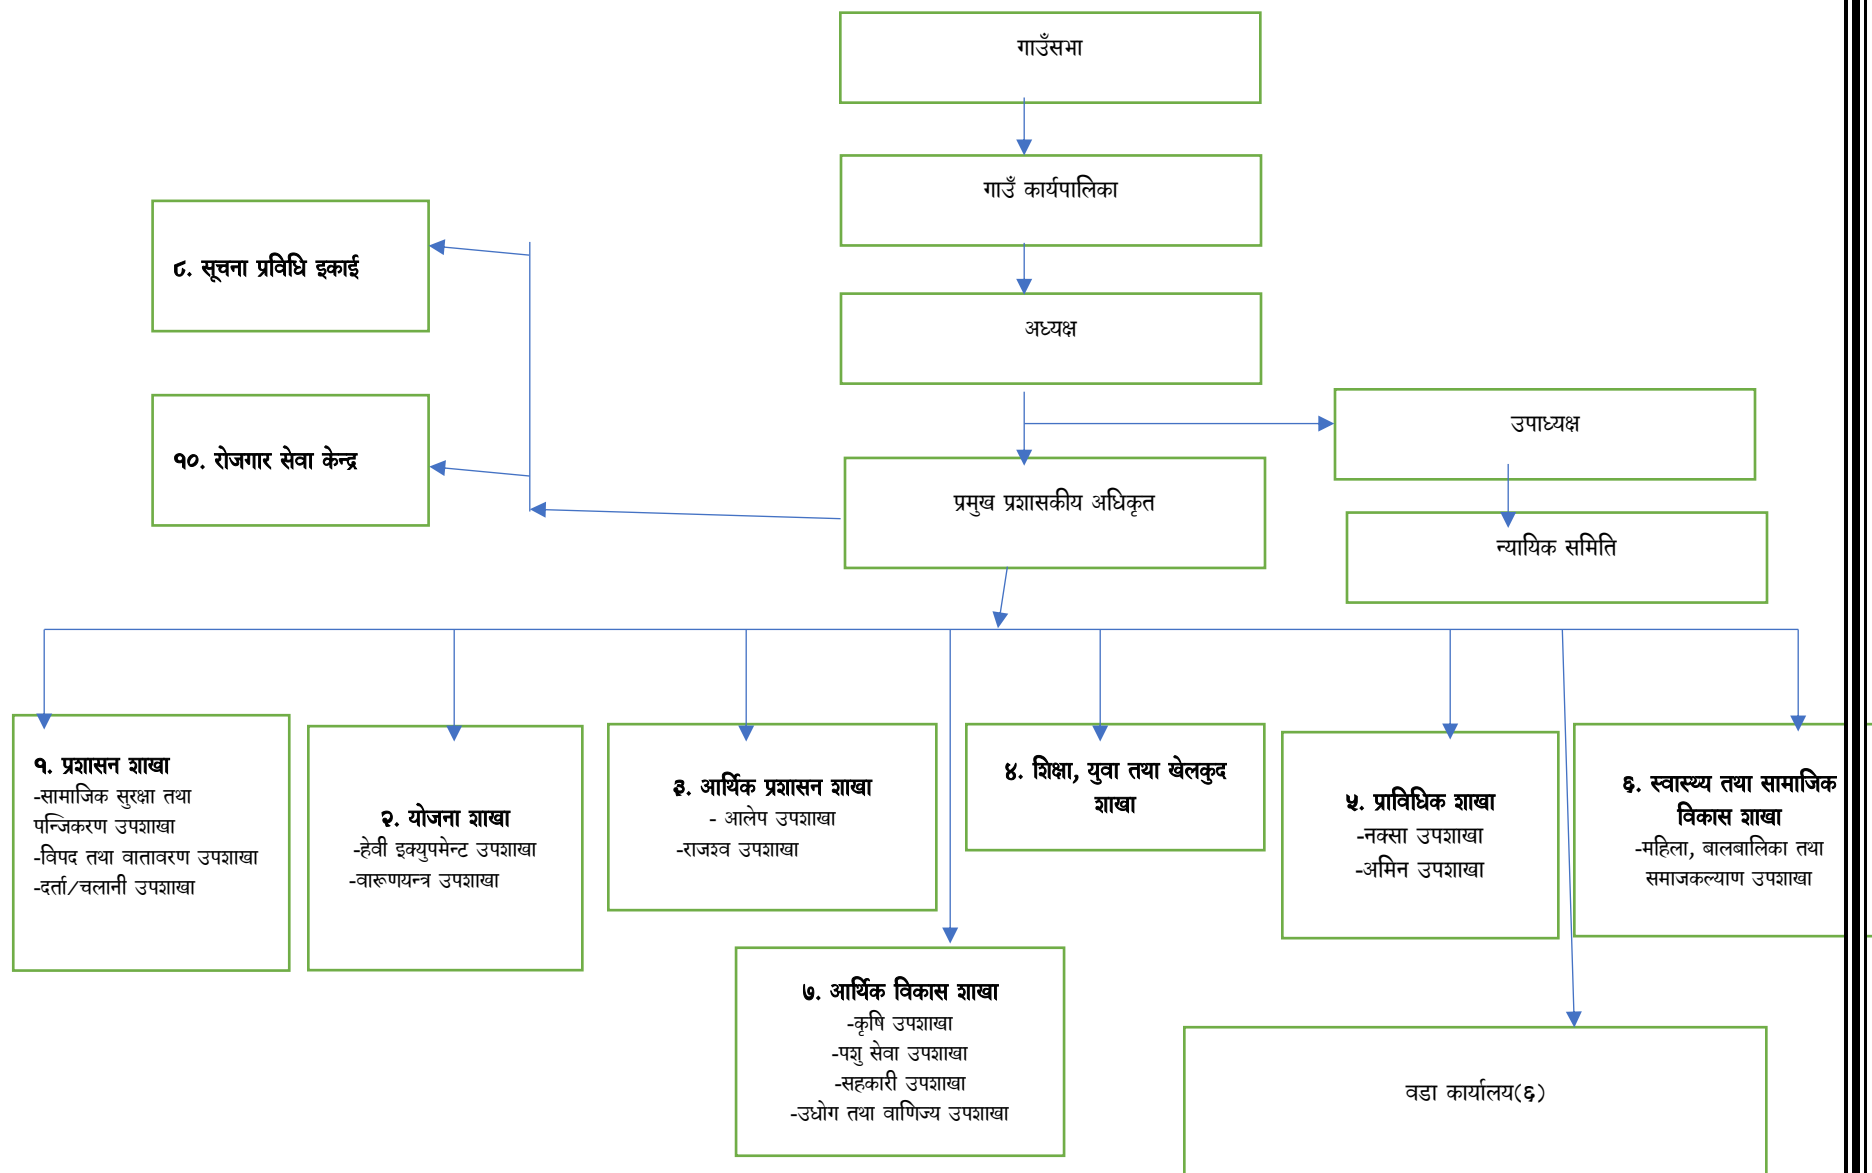 गाउँसभा
गाउँ कार्यपालिका
८. सूचना प्रविधि इकाई
अध्यक्ष
उपाध्यक्ष
१०. रोजगार सेवा केन्द्र
प्रमुख प्रशासकीय अधिकृत
न्यायिक समिति
१. प्रशासन शाखा
-सामाजिक सुरक्षा तथा
पन्जिकरण उपशाखा
-विपद तथा वातावरण उपशाखा
-दर्ता/चलानी उपशाखा
२. योजना शाखा
-हेवी इक्युपमेन्ट उपशाखा
-वारूणयन्त्र उपशाखा
३. आर्थिक प्रशासन शाखा
- आलेप उपशाखा
-राजश्व उपशाखा
४. शिक्षा, युवा तथा खेलकुद
शाखा
५. प्राविधिक शाखा
-नक्सा उपशाखा
-अमिन उपशाखा
६. स्वास्थ्य तथा सामाजिक
विकास शाखा
-महिला, बालबालिका तथा
समाजकल्याण उपशाखा
७. आर्थिक विकास शाखा
-कृषि उपशाखा
-पशु सेवा उपशाखा
-सहकारी उपशाखा
-उधोग तथा वाणिज्य उपशाखा
वडा कार्यालय(६)